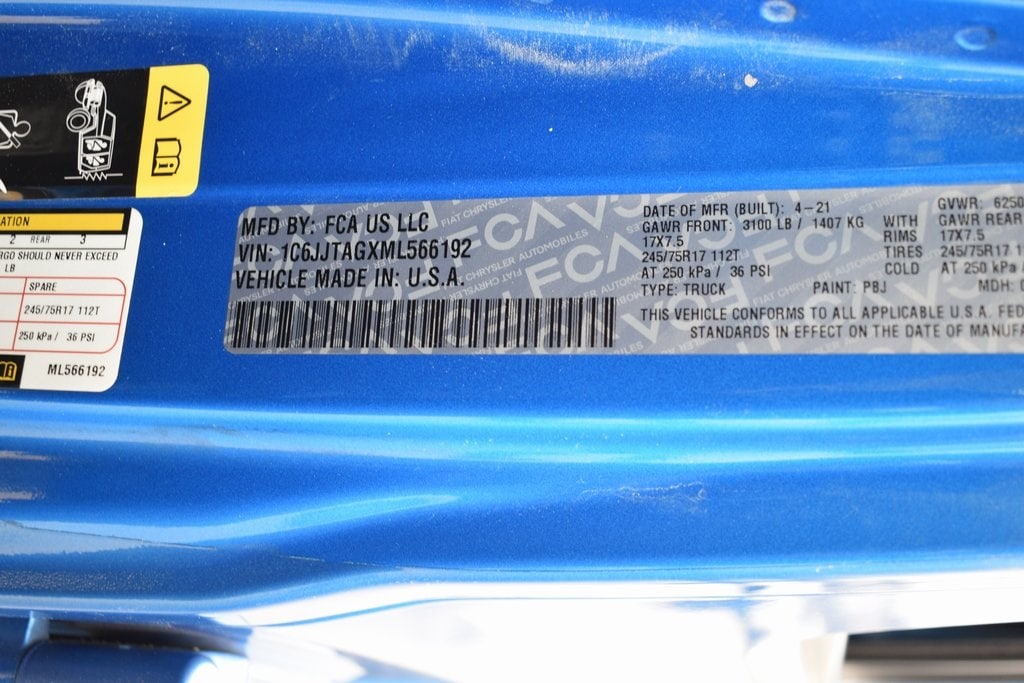 ATION
2 REAR 3
RGO SHOULD NEVER EXCEED
LB
SPARE
245/75R17 112T
250 kPa / 36 PSI
ML566192
MFD BY: FCA US LLC
VIN: 1C6JJTAGXML566192
VEHICLE MADE IN: U.S.A.
DATE OF MFR (BUILT): 4-21
GAWR FRONT: 3100 LB / 1407 KG
17X7.5
245/75R17 112T
AT 250 kPa / 36 PSI
TYPE: TRUCK PAINT: PBJ MDH:
WITH
RIMS
TIRES
COLD
GVWR: 6250
GAWR REAR
17X7.5
245/75R17
AT 250 kPa /
THIS VEHICLE CONFORMS TO ALL APPLICABLE U.S.A. FED
STANDARDS IN EFFECT ON THE DATE OF MANUFA